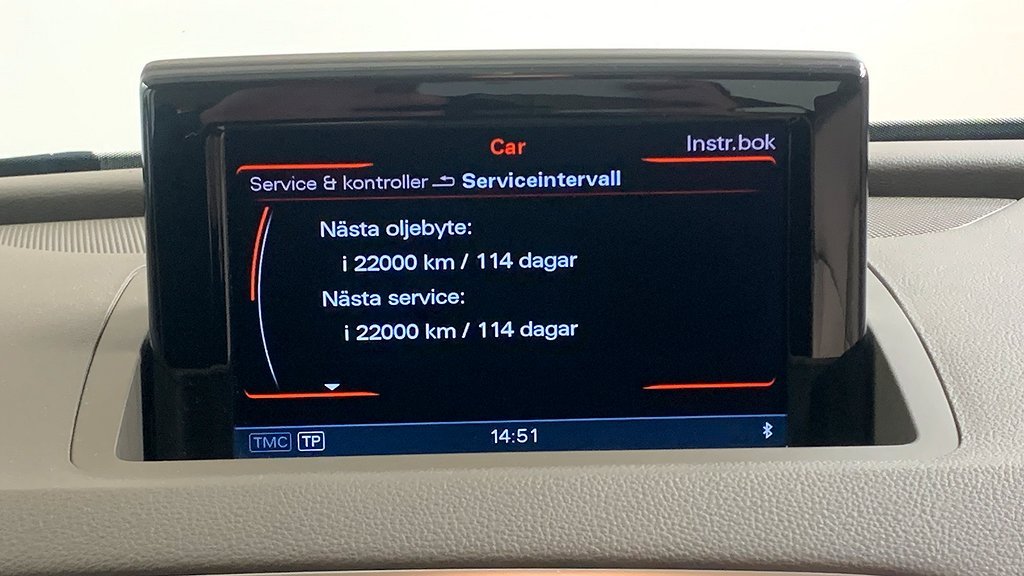 Car
Instr.bok
Service & kontroller Serviceintervall
Nästa oljebyte:
i 22000 km / 114 dagar
Nästa service:
i 22000 km / 114 dagar
TMC TP 14:51